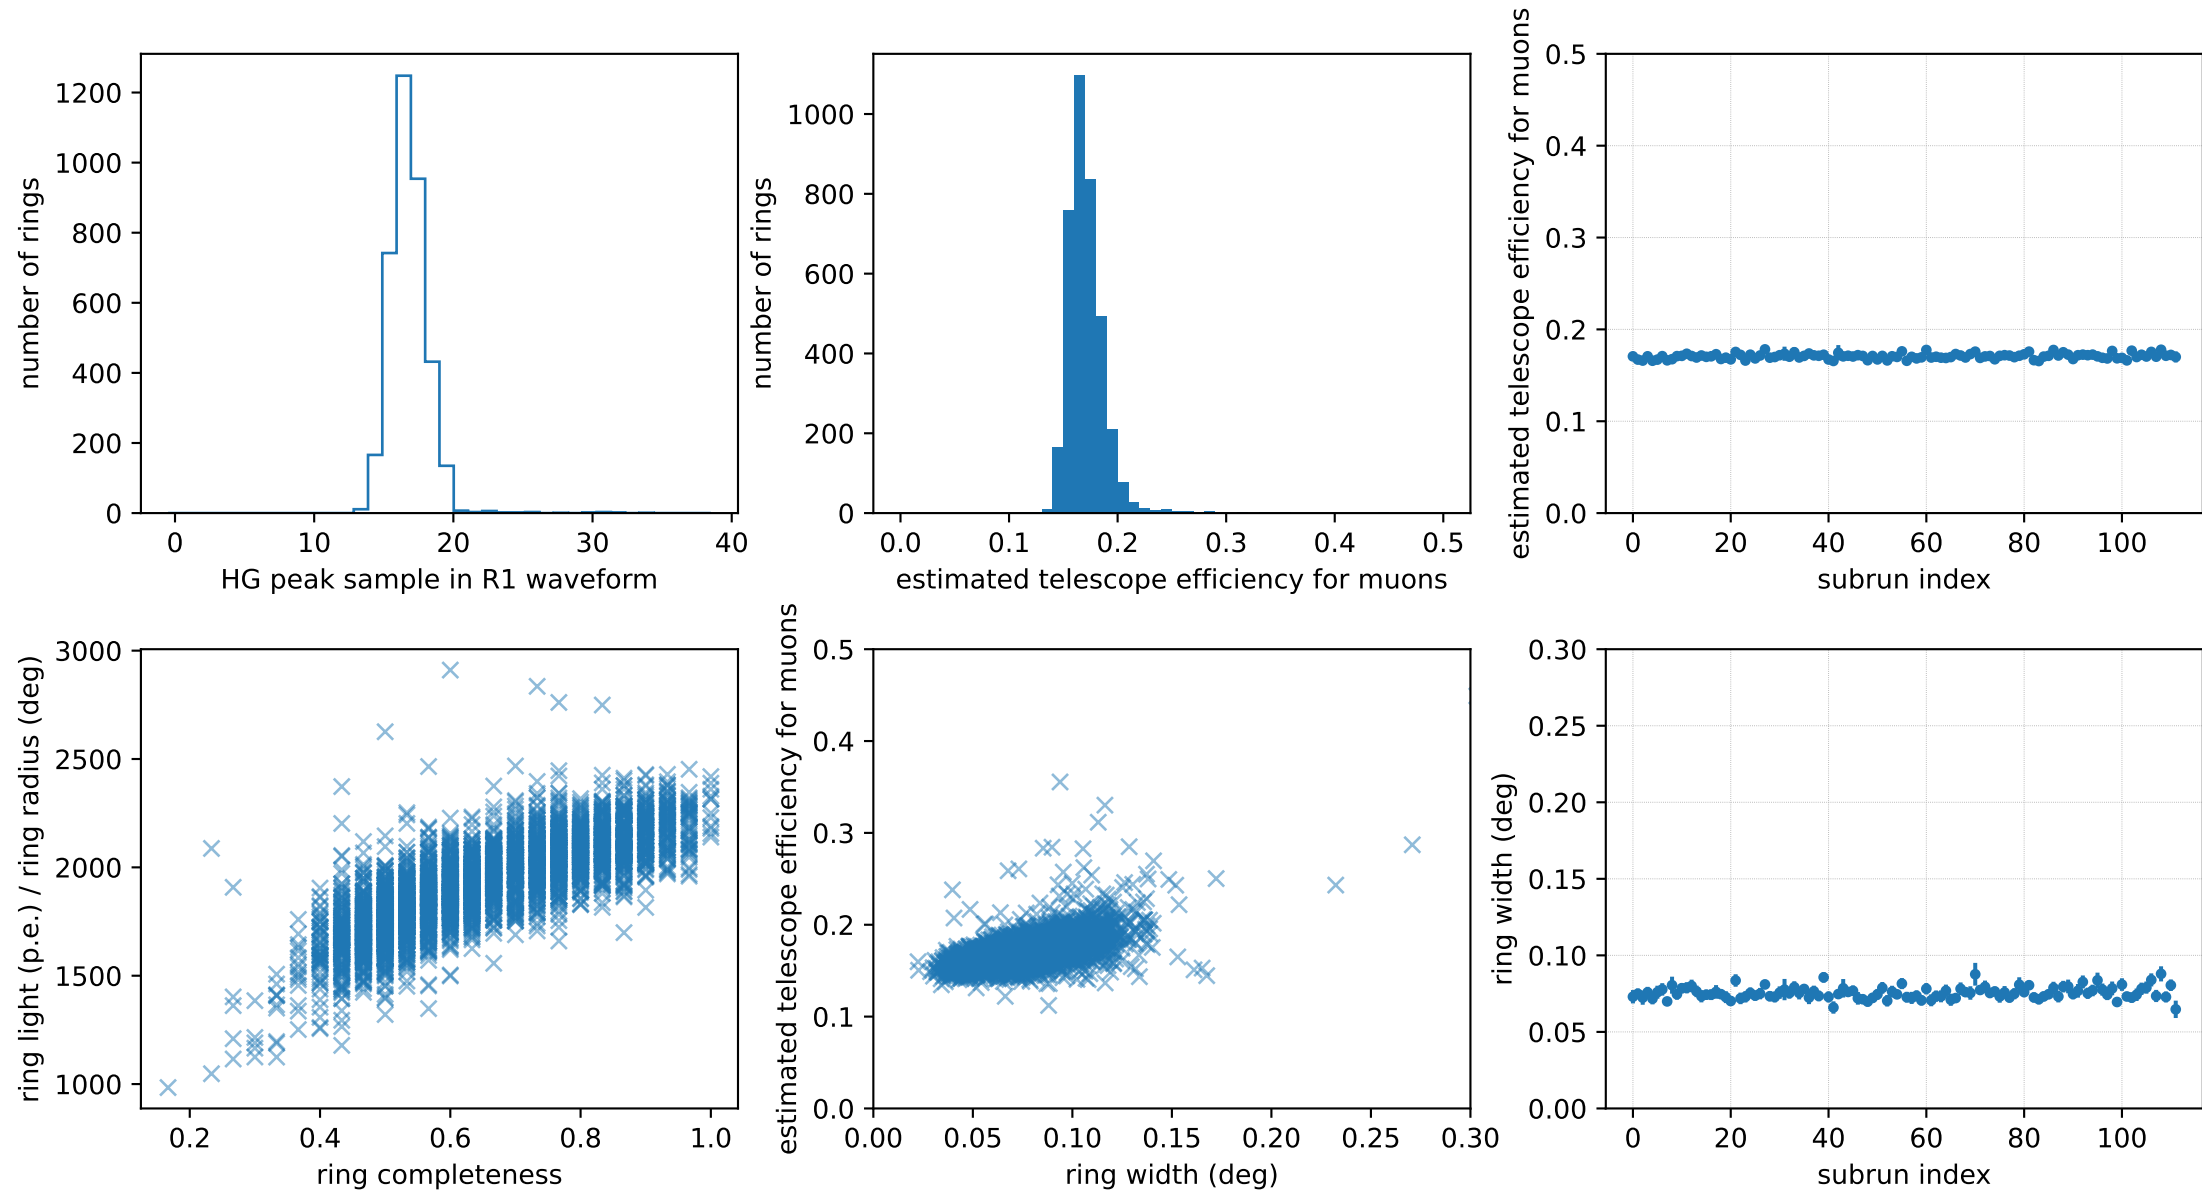 number of rings
1200
1000
800
600
400
200
0
0 10 20 30 40
HG peak sample in R1 waveform
number of rings
1000
800
600
400
200
0
0.0 0.1 0.2 0.3 0.4 0.5
estimated telescope efficiency for muons
estimated telescope efficiency for muons
0.5
0.4
0.3
0.2
0.1
0.0
0 20 40 60 80 100
subrun index
ring light (p.e.) / ring radius (deg)
3000
2500
2000
1500
1000
0.2 0.4 0.6 0.8 1.0
ring completeness
estimated telescope efficiency for muons
0.5
0.4
0.3
0.2
0.1
0.0
0.00 0.05 0.10 0.15 0.20 0.25 0.30
ring width (deg)
ring width (deg)
0.30
0.25
0.20
0.15
0.10
0.05
0.00
0 20 40 60 80 100
subrun index